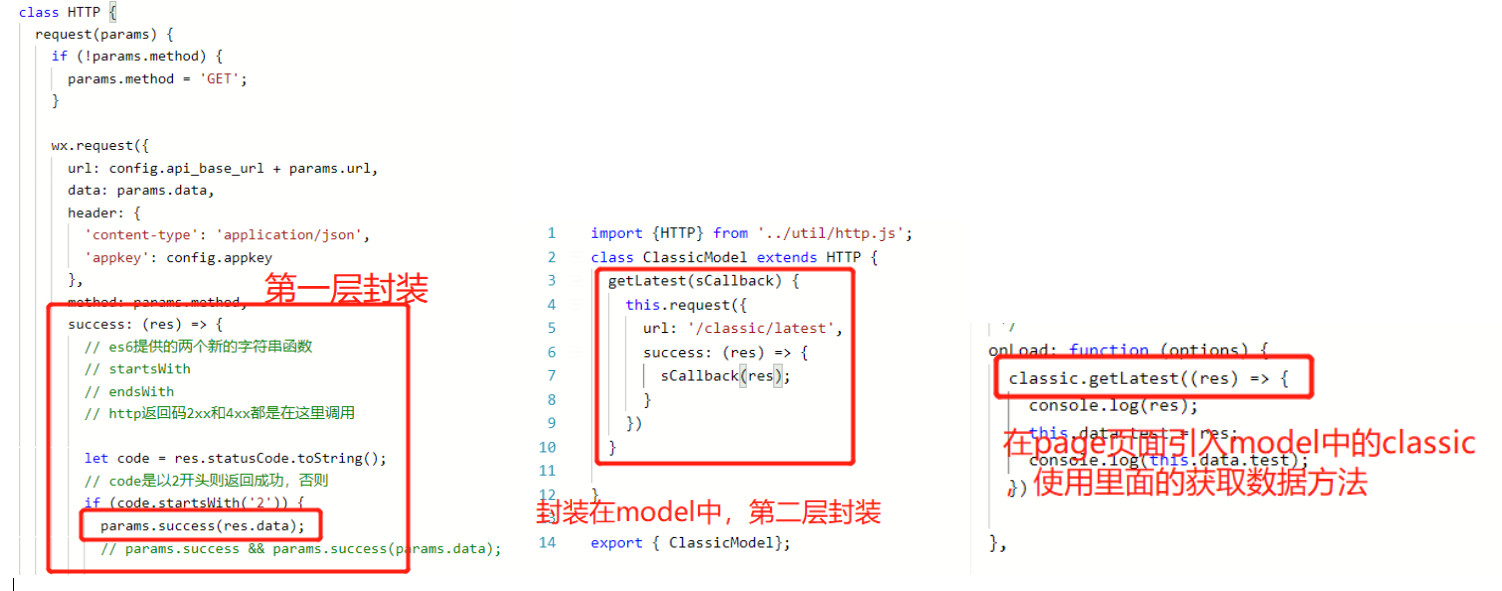 class HTTP {
request(params) {
if (!params.method) {
params.method = 'GET';
}
wx.request({
url: config.api_base_url + params.url,
data: params.data,
header: {
'content-type': 'application/json',
'appkey': config.appkey
},
method: params.method,
第一层封装
success: (res) => {
// es6提供的两个新的字符串函数
// startsWith
// endsWith
// http返回码2xx和4xx都是在这里调用
let code = res.statusCode.toString();
// code是以2开头则返回成功，否则
if (code.startsWith('2')) {
params.success(res.data);
// params.success && params.success(params.data);
1 import {HTTP} from '../util/http.js';
2 class ClassicModel extends HTTP {
3 getLatest(sCallback) {
4 this.request({
5 url: '/classic/latest',
6 success: (res) => {
7 sCallback(res);
8 }
9 })
10 }
11
12 }
封装在model中，第二层封装
13
14 export { ClassicModel};
*/
onLoad: function (options) {
classic.getLatest((res) => {
console.log(res);
this.data.test = res;
在page页面引入model中的classic
console.log(this.data.test);
，使用里面的获取数据方法
})
},